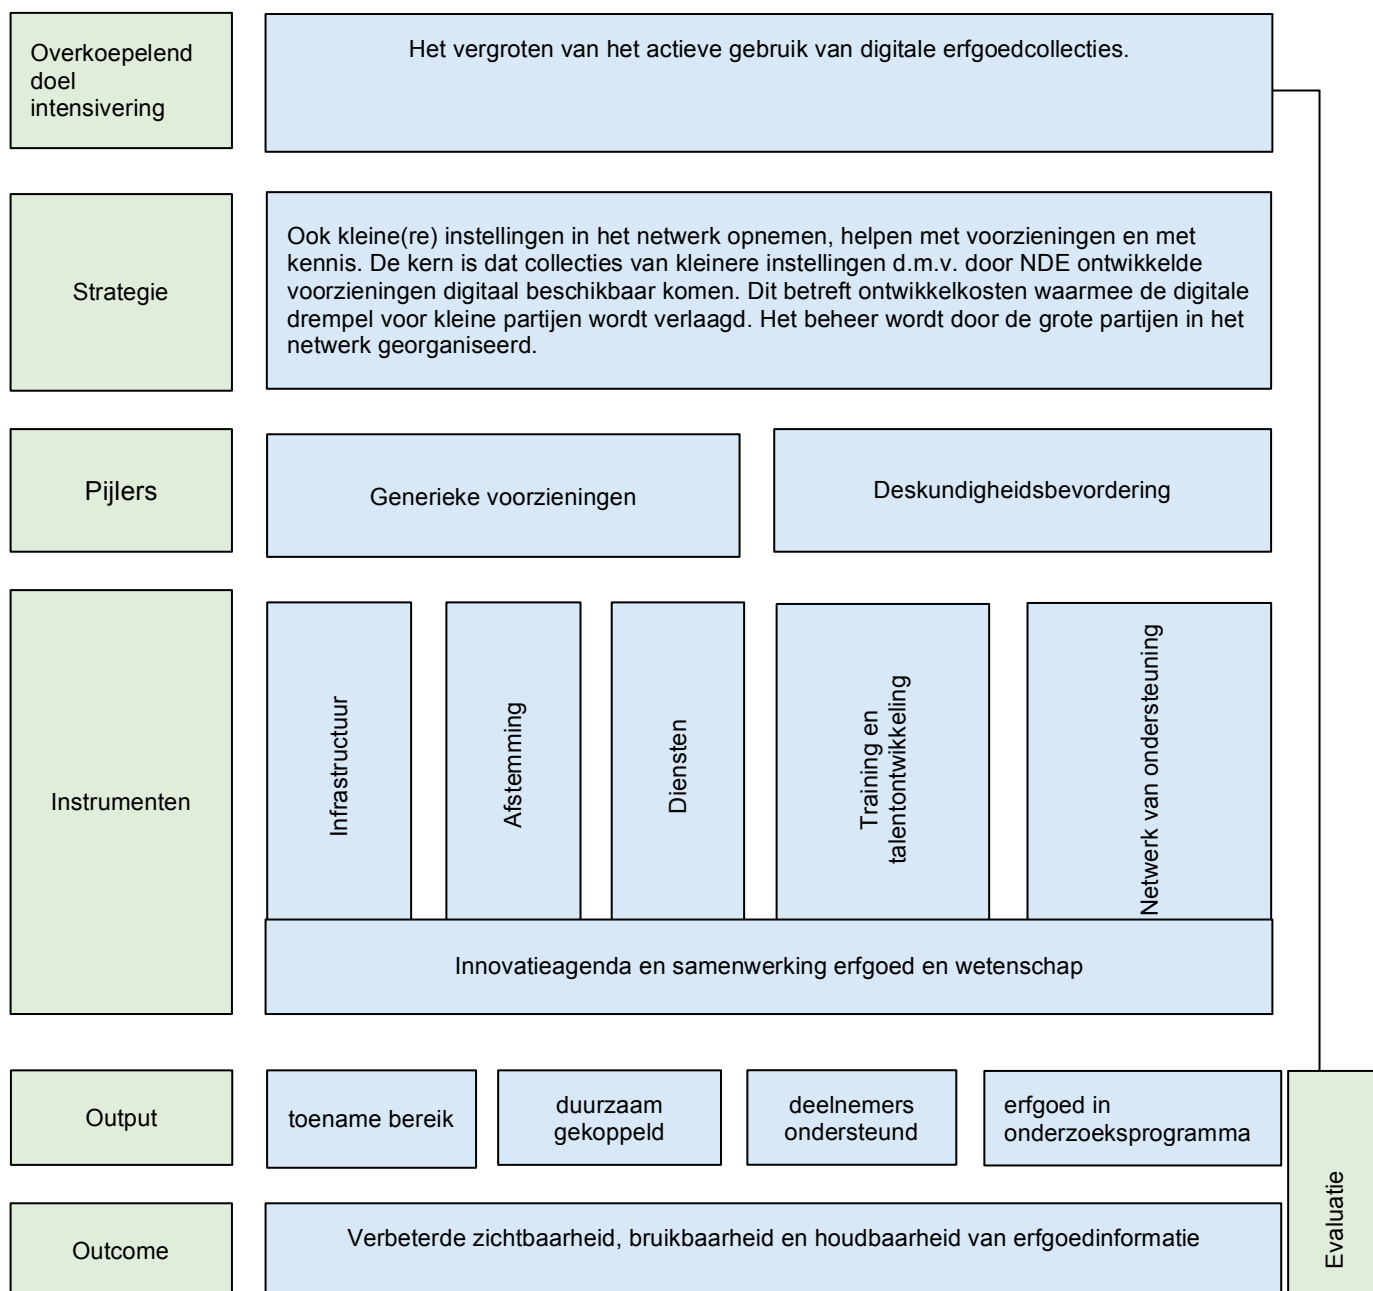 Overkoepelend
doel
intensivering
Het vergroten van het actieve gebruik van digitale erfgoedcollecties.
Strategie
Ook kleine(re) instellingen in het netwerk opnemen, helpen met voorzieningen en met
kennis. De kern is dat collecties van kleinere instellingen d.m.v. door NDE ontwikkelde
voorzieningen digitaal beschikbaar komen. Dit betreft ontwikkelkosten waarmee de digitale
drempel voor kleine partijen wordt verlaagd. Het beheer wordt door de grote partijen in het
netwerk georganiseerd.
Pijlers
Generieke voorzieningen
Deskundigheidsbevordering
Instrumenten
Infrastructuur
Afstemming
Diensten
Training en
talentontwikkeling
Netwerk van ondersteuning
Innovatieagenda en samenwerking erfgoed en wetenschap
Output
toename bereik
duurzaam
gekoppeld
deelnemers
ondersteund
erfgoed in
onderzoeksprogramma
Evaluatie
Outcome
Verbeterde zichtbaarheid, bruikbaarheid en houdbaarheid van erfgoedinformatie